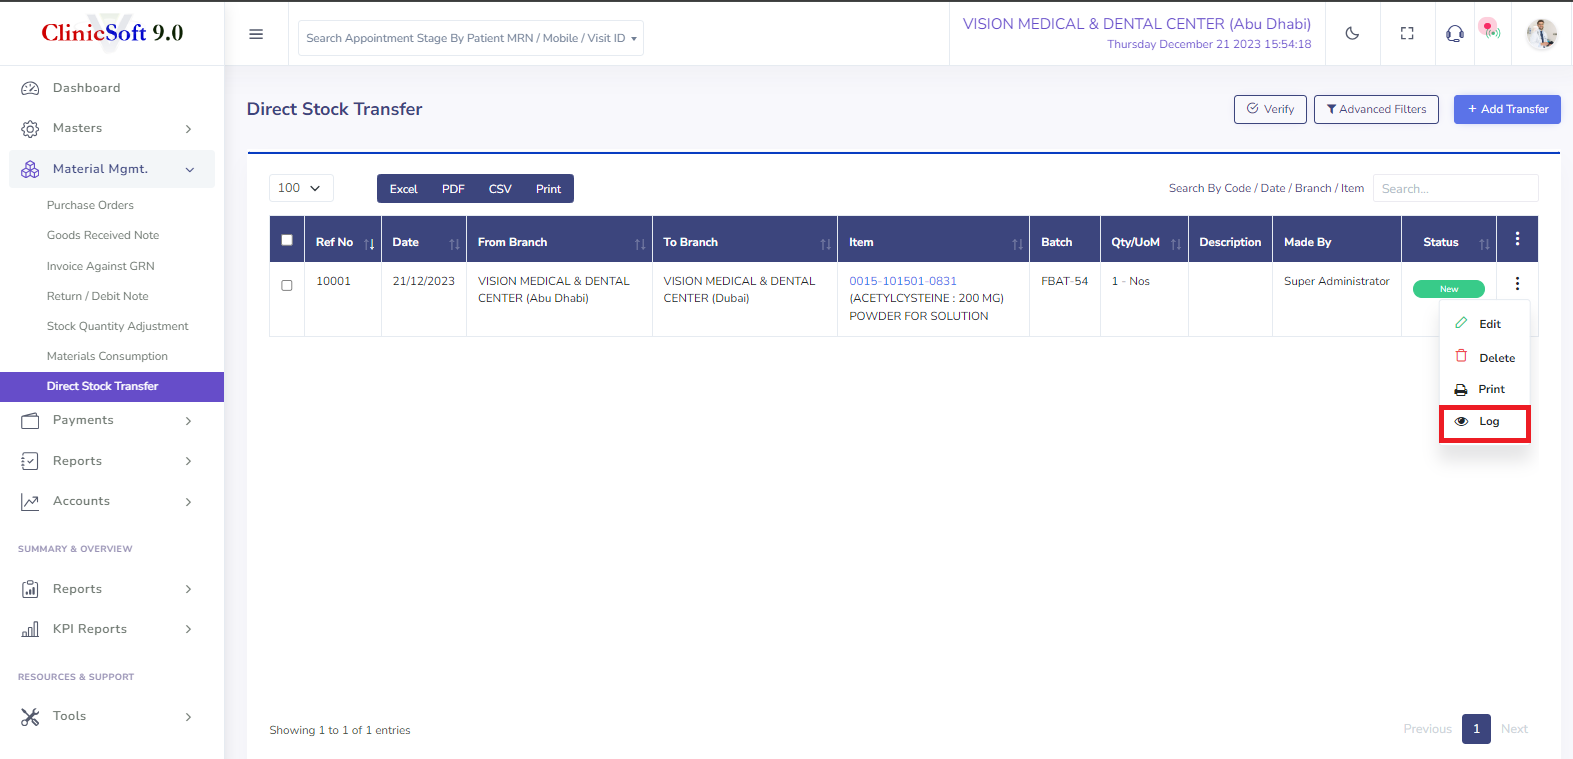 ClinicSoft 9.0
Search Appointment Stage By Patient MRN / Mobile / Visit ID
VISION MEDICAL & DENTAL CENTER (Abu Dhabi)
Thursday December 21 2023 15:54:18
Dashboard
Masters
Material Mgmt.
Purchase Orders
Goods Received Note
Invoice Against GRN
Return / Debit Note
Stock Quantity Adjustment
Materials Consumption
Direct Stock Transfer
Payments
Reports
Accounts
SUMMARY & OVERVIEW
Reports
KPI Reports
RESOURCES & SUPPORT
Tools
Direct Stock Transfer
Verify
Advanced Filters
+ Add Transfer
100
Excel PDF CSV Print
Search By Code / Date / Branch / Item
Search...
Ref No Date From Branch To Branch Item Batch Qty/UoM Description Made By Status
10001 21/12/2023 VISION MEDICAL & DENTAL VISION MEDICAL & DENTAL 0015-101501-0831 FBAT-54 1 - Nos Super Administrator New
CENTER (Abu Dhabi) CENTER (Dubai) (ACETYLCYSTEINE : 200 MG)
POWDER FOR SOLUTION
Edit
Delete
Print
Log
Showing 1 to 1 of 1 entries
Previous 1 Next